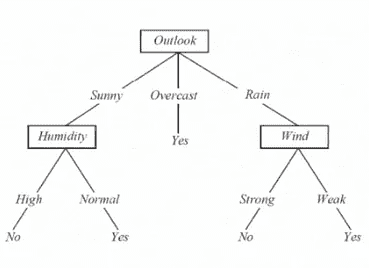 Outlook
Sunny Overcast Rain
Humidity Yes Wind
High Normal Strong Weak
No Yes No Yes